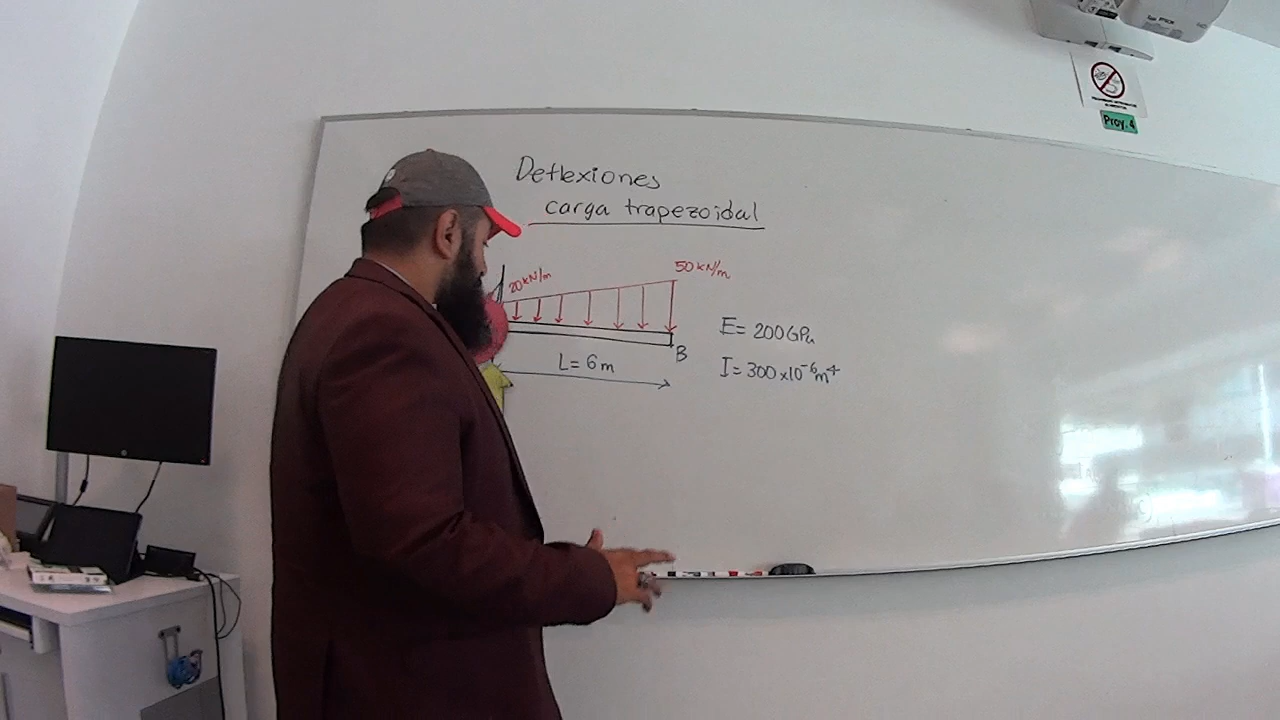 Deflexiones
carga trapezoidal
20 kN/m
50 kN/m
B
L = 6 m
E = 200 GPa
I = 300 x10⁻⁶ m⁴
Proy. 4